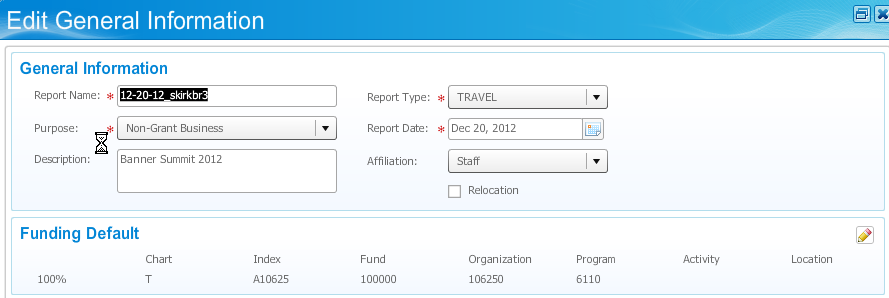 Edit General Information
General Information
Report Name: * 12-20-12_skirkbr3 Report Type: * TRAVEL
Purpose: * Non-Grant Business Report Date: * Dec 20, 2012
Description: Banner Summit 2012 Affiliation: Staff
Relocation
Funding Default
Chart Index Fund Organization Program Activity Location
100% T A10625 100000 106250 6110